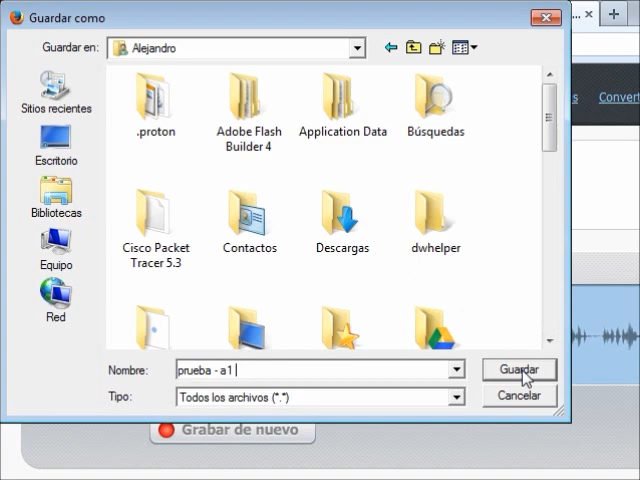 Guardar como
...
Guardar en:
Alejandro
Sitios recientes
Escritorio
Bibliotecas
Equipo
Red
.proton
Adobe Flash
Builder 4
Application Data
Búsquedas
Cisco Packet
Tracer 5.3
Contactos
Descargas
dwhelper
Nombre:
prueba - a1
Guardar
Tipo:
Todos los archivos (*.*)
Cancelar
s
Convert
Grabar de nuevo